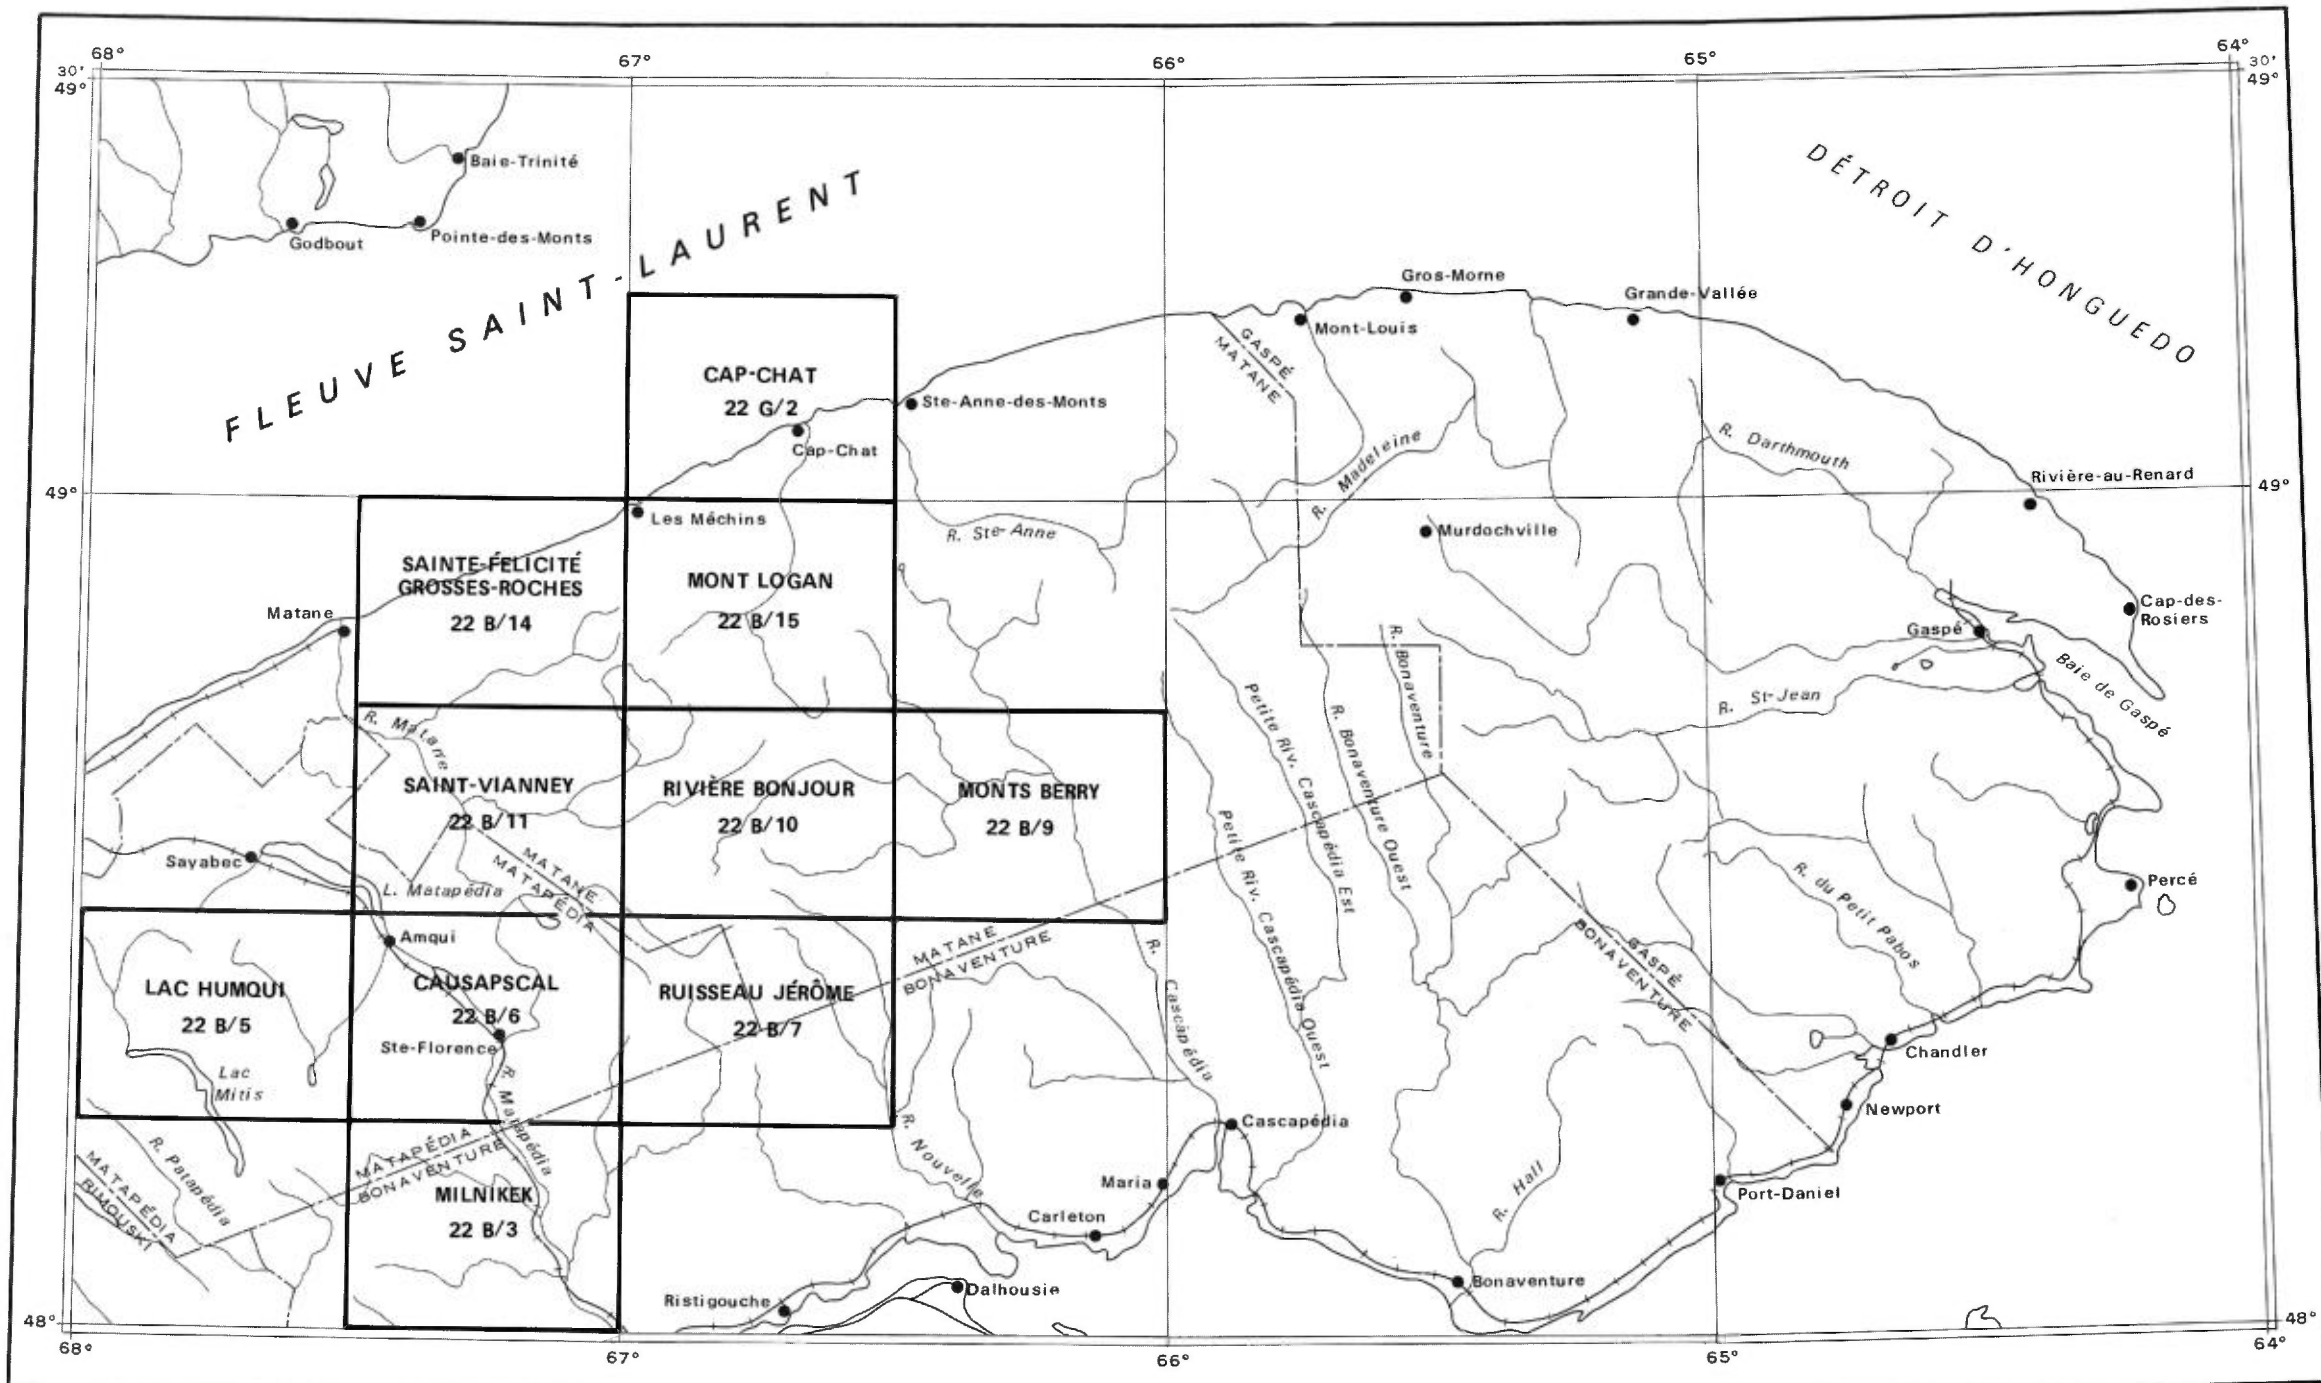 68°
67°
66°
65°
64°
30'
49°
30'
49°
Baie-Trinité
Godbout
Pointe-des-Monts
FLEUVE SAINT-LAURENT
DÉTROIT D'HONGUEDO
Gros-Morne
Grande-Vallée
Mont-Louis
GASPÉ
MATANE
CAP-CHAT
22 G/2
Ste-Anne-des-Monts
Cap-Chat
R. Madeleine
R. Darthmouth
Rivière-au-Renard
49°
49°
Les Méchins
R. Ste-Anne
Murdochville
SAINTE-FÉLICITÉ
GROSSES-ROCHES
22 B/14
MONT LOGAN
22 B/15
Matane
Cap-des-
Rosiers
Gaspé
Baie de Gaspé
R. St-Jean
R. Bonaventure
Petite Riv. Cascapédia Est
R. Bonaventure Ouest
R. Matane
SAINT-VIANNEY
22 B/11
RIVIÈRE BONJOUR
22 B/10
MONTS BERRY
22 B/9
Petite Riv. Cascapédia Ouest
Sayabec
L. Matapédia
MATANE
MATAPÉDIA
R. du Petit Pabos
Percé
Amqui
MATANE
BONAVENTURE
GASPÉ
BONAVENTURE
LAC HUMQUI
22 B/5
CAUSAPSCAL
22 B/6
RUISSEAU JÉRÔME
22 B/7
R. Cascapédia
Ste-Florence
Chandler
Lac
Mitis
R. Matapédia
Newport
Cascapédia
R. Patapédia
MATAPÉDIA
RIMOUSKI
MATAPÉDIA
BONAVENTURE
R. Nouvelle
MILNIKEK
22 B/3
Maria
R. Hall
Port-Daniel
Carleton
Bonaventure
Dalhousie
Ristigouche
48°
48°
68°
67°
66°
65°
64°